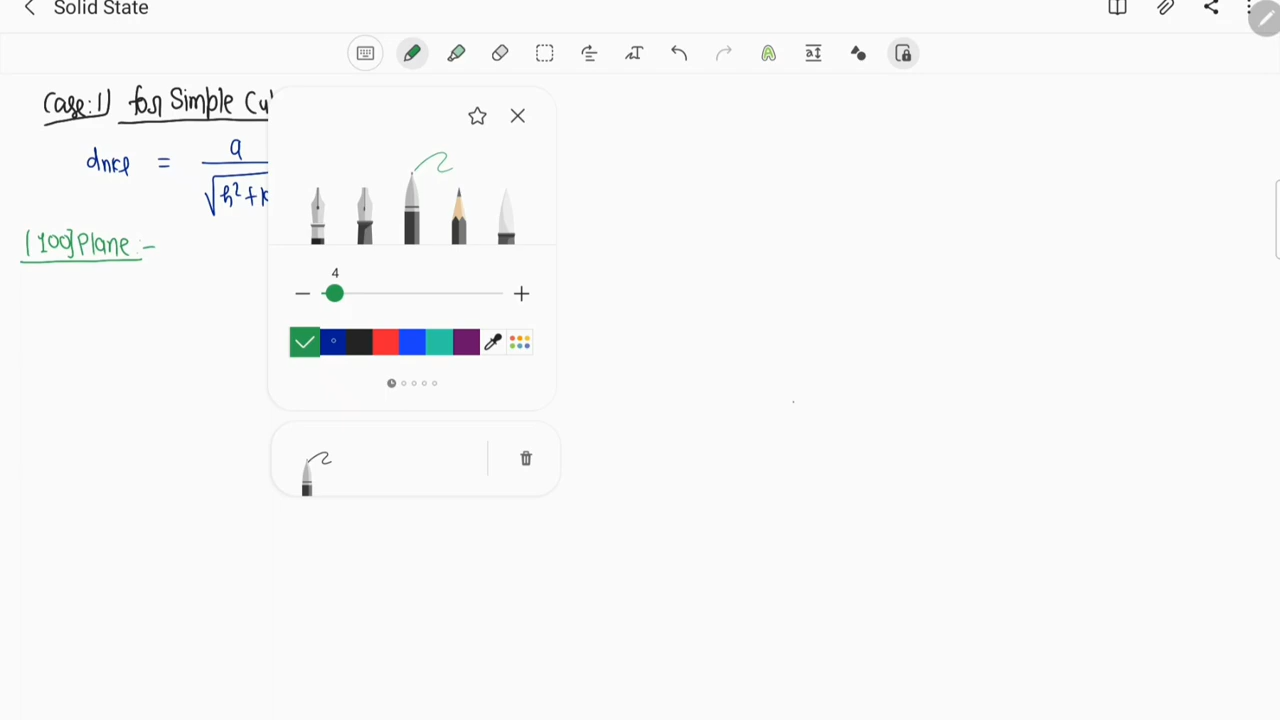 Solid State
Case:1) for Simple Cu
dhkl = a
√h²+k
[100] Plane :-
4